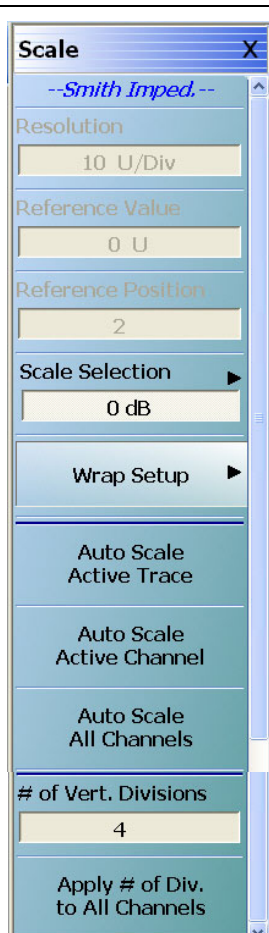 Scale X
--Smith Imped.--
Resolution
10 U/Div
Reference Value
0 U
Reference Position
2
Scale Selection
0 dB
Wrap Setup
Auto Scale
Active Trace
Auto Scale
Active Channel
Auto Scale
All Channels
# of Vert. Divisions
4
Apply # of Div.
to All Channels